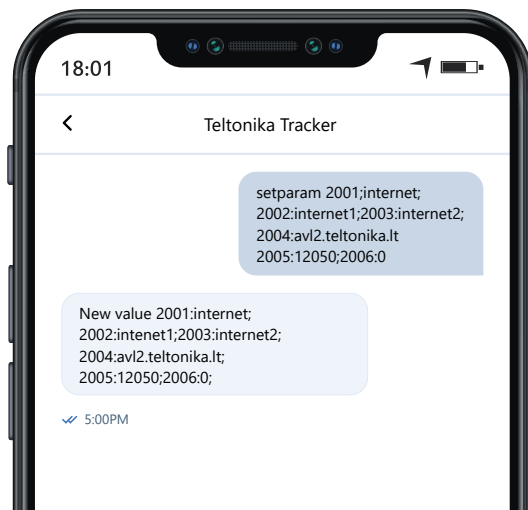 18:01
Teltonika Tracker
setparam 2001;internet;
2002:internet1;2003:internet2;
2004:avl2.teltonika.lt
2005:12050;2006:0
New value 2001:internet;
2002:intenet1;2003:internet2;
2004:avl2.teltonika.lt;
2005:12050;2006:0;
5:00PM